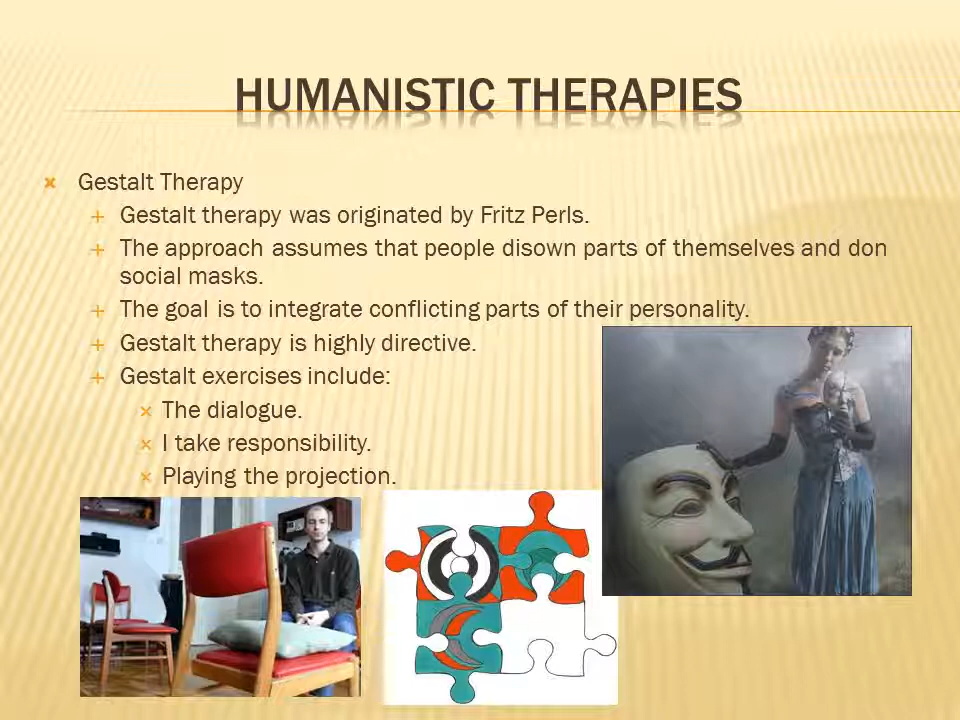 HUMANISTIC THERAPIES
Gestalt Therapy
Gestalt therapy was originated by Fritz Perls.
The approach assumes that people disown parts of themselves and don
social masks.
The goal is to integrate conflicting parts of their personality.
Gestalt therapy is highly directive.
Gestalt exercises include:
The dialogue.
I take responsibility.
Playing the projection.